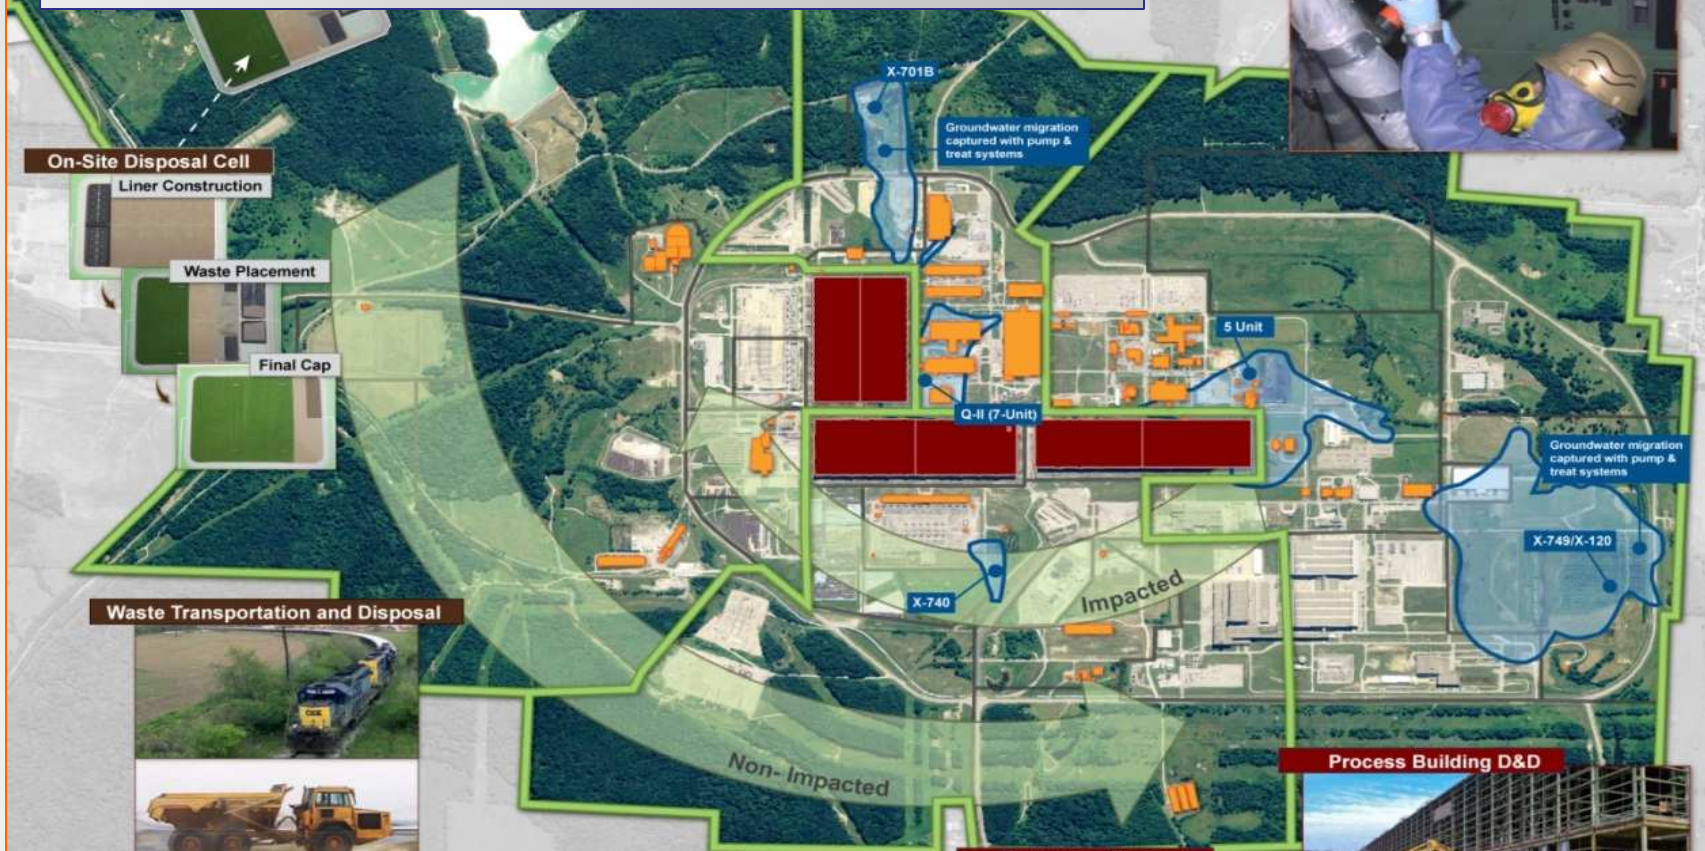 X-701B
Groundwater migration
captured with pump &
treat systems
On-Site Disposal Cell
Liner Construction
Waste Placement
Final Cap
5 Unit
Q-II (7-Unit)
Groundwater migration
captured with pump &
treat systems
X-749/X-120
X-740
Impacted
Waste Transportation and Disposal
Non- Impacted
Process Building D&D